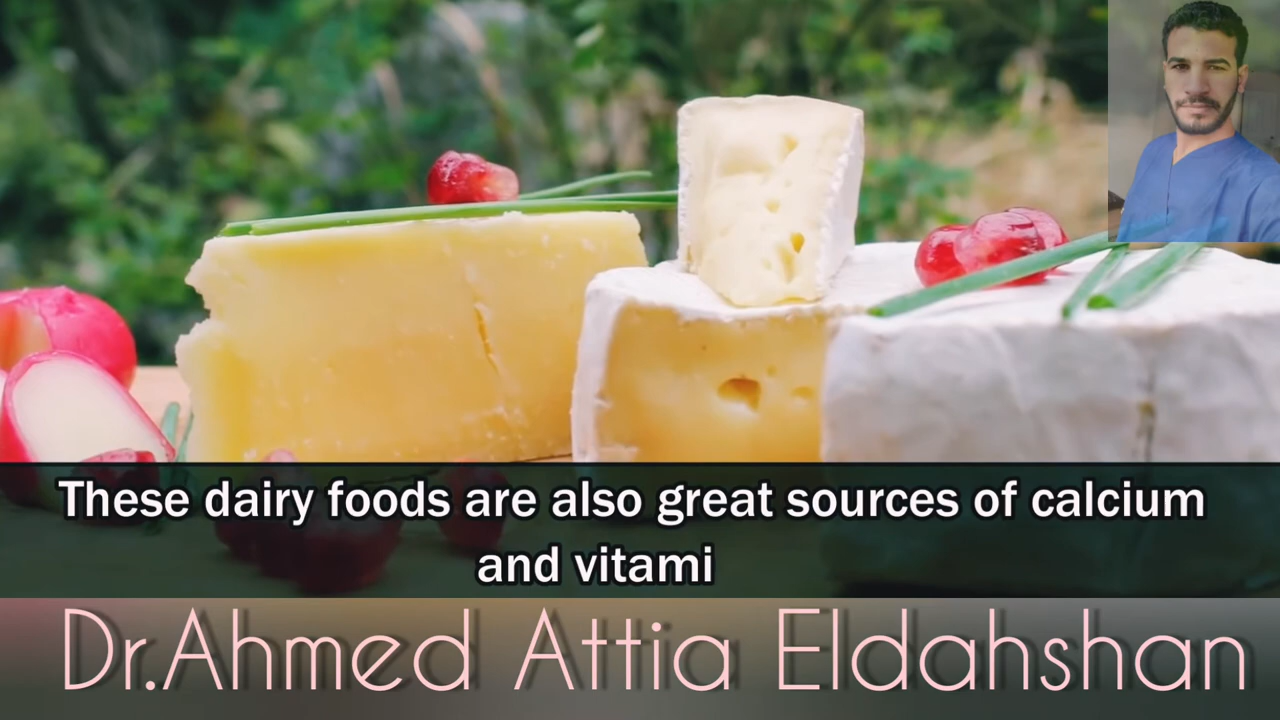 These dairy foods are also great sources of calcium
and vitami
Dr.Ahmed Attia Eldahshan